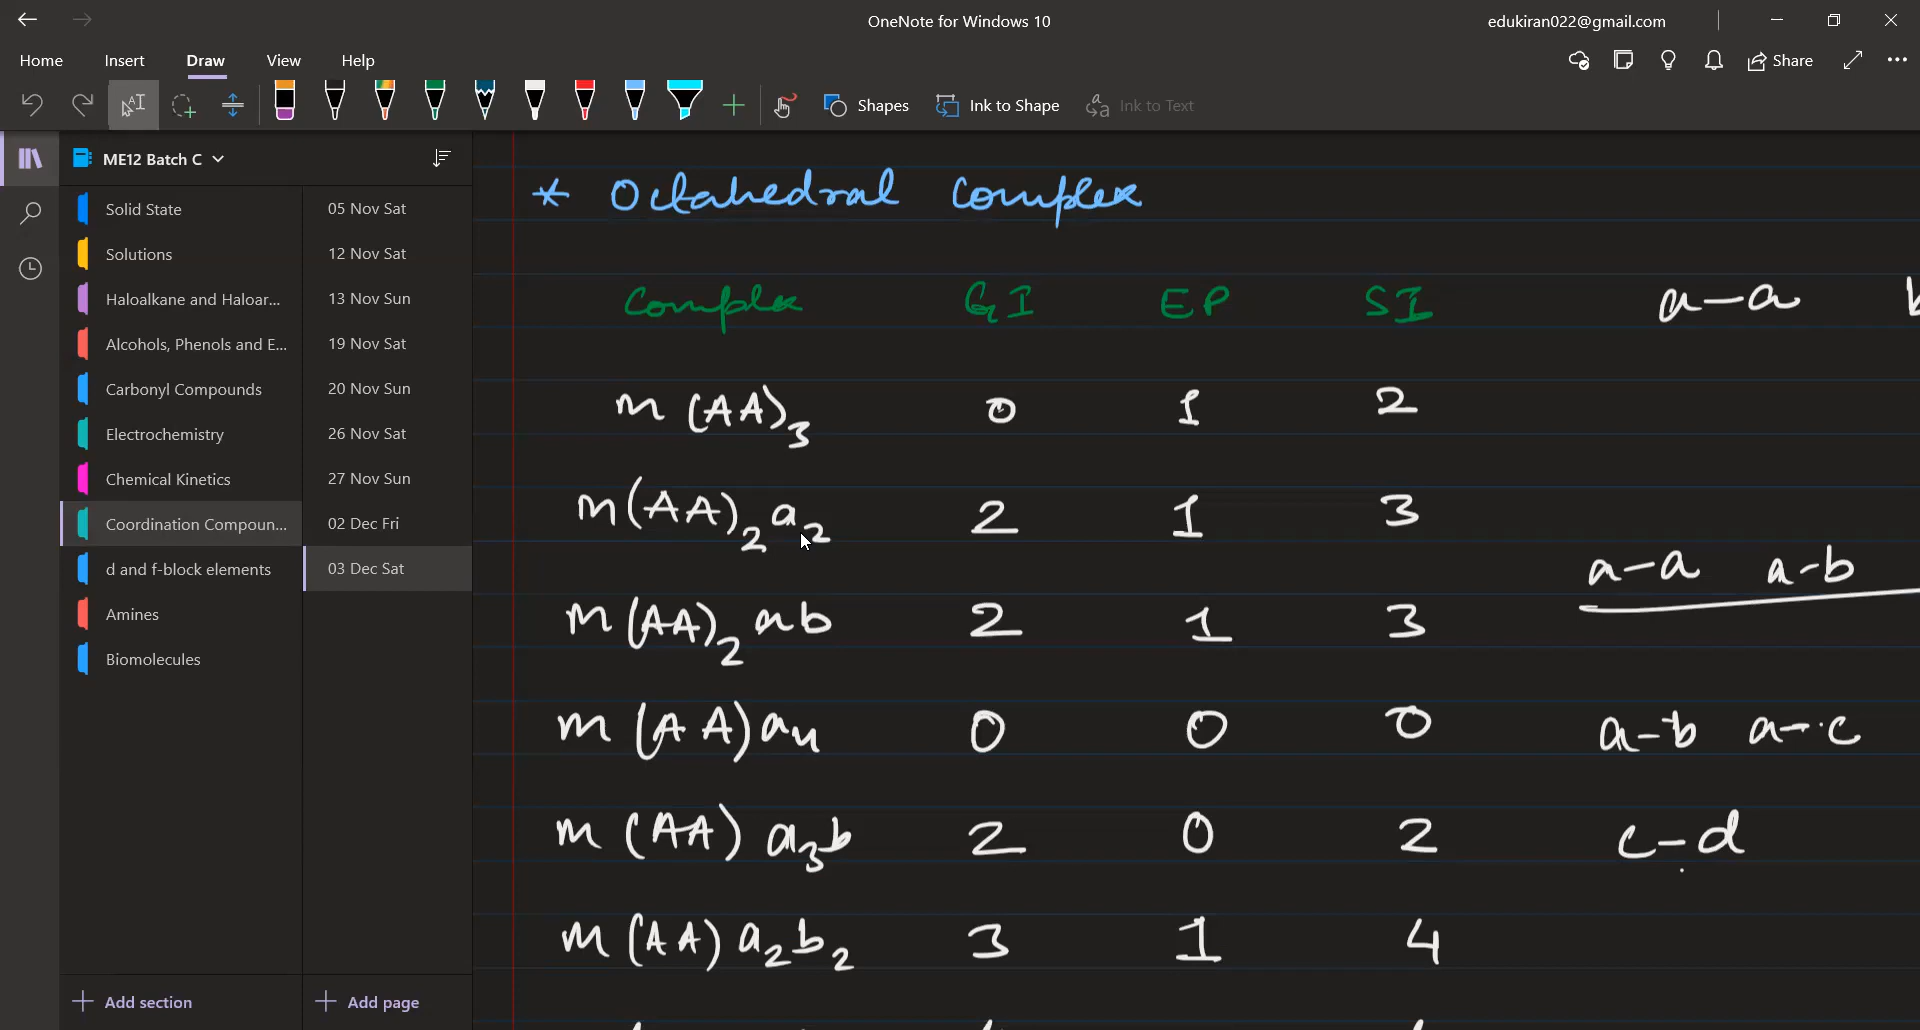 OneNote for Windows 10
edukiran022@gmail.com
Home Insert Draw View Help
Share
Shapes Ink to Shape Ink to Text
ME12 Batch C
Solid State
Solutions
Haloalkane and Haloar...
Alcohols, Phenols and E...
Carbonyl Compounds
Electrochemistry
Chemical Kinetics
Coordination Compoun...
d and f-block elements
Amines
Biomolecules
Add section
05 Nov Sat
12 Nov Sat
13 Nov Sun
19 Nov Sat
20 Nov Sun
26 Nov Sat
27 Nov Sun
02 Dec Fri
03 Dec Sat
Add page
* Octahedral Complex
Complex GI EP SI a-a
M(AA)₃ 0 1 2
M(AA)₂a₂ 2 1 3
a-a a-b
M(AA)₂ab 2 1 3
M(AA)a₄ 0 0 0 a-b a-c
M(AA)a₃b 2 0 2 c-d
M(AA)a₂b₂ 3 1 4